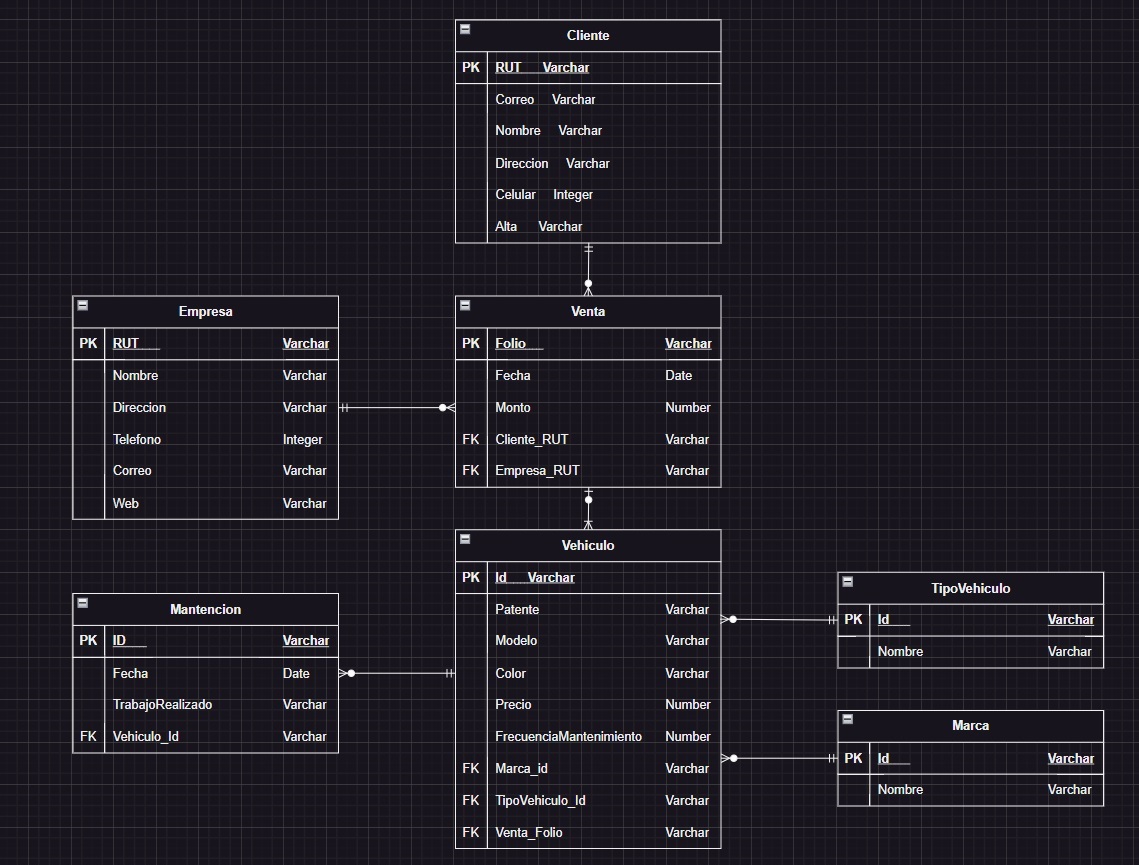 Cliente
PK RUT Varchar
Correo Varchar
Nombre Varchar
Direccion Varchar
Celular Integer
Alta Varchar
Empresa
PK RUT Varchar
Nombre Varchar
Direccion Varchar
Telefono Integer
Correo Varchar
Web Varchar
Venta
PK Folio Varchar
Fecha Date
Monto Number
FK Cliente_RUT Varchar
FK Empresa_RUT Varchar
Vehiculo
PK Id Varchar
Patente Varchar
Modelo Varchar
Color Varchar
Precio Number
FrecuenciaMantenimiento Number
FK Marca_id Varchar
FK TipoVehiculo_Id Varchar
FK Venta_Folio Varchar
Mantencion
PK ID Varchar
Fecha Date
TrabajoRealizado Varchar
FK Vehiculo_Id Varchar
TipoVehiculo
PK Id Varchar
Nombre Varchar
Marca
PK Id Varchar
Nombre Varchar